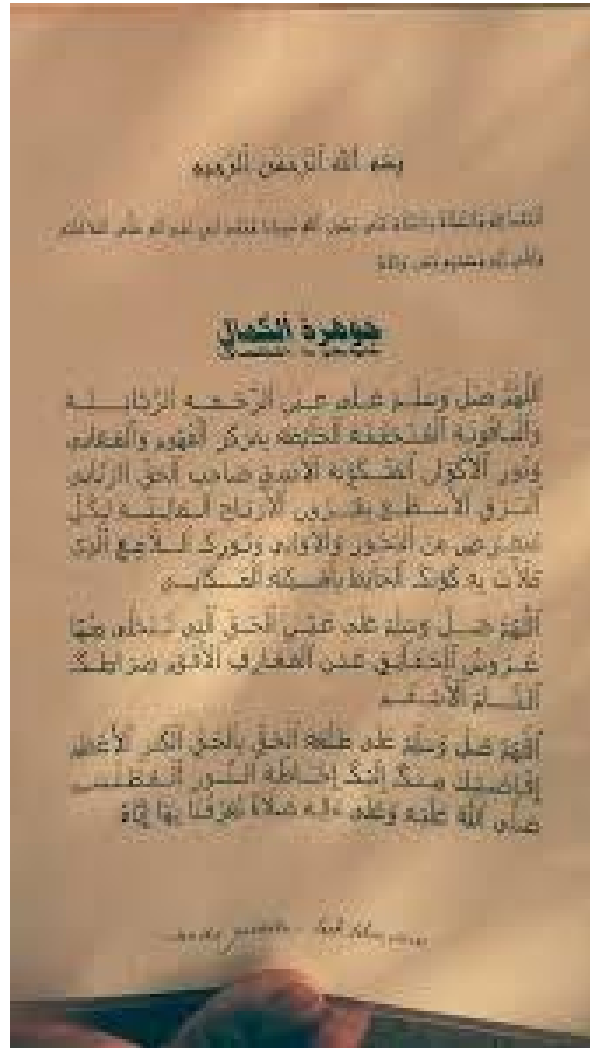 بسم الله الرحمن الرحيم
جوهرة الكمال
اللهم صل وسلم على عين الرحمة الربانية
والياقوتة المتحققة الحائطة بمركز الفهوم والمعاني
ونور الأكوان المتكونة الآدمي صاحب الحق الرباني
البرق الأسطع بمزون الأرباح المالئة لكل
متعرض من البحور والأواني ونورك اللامع الذي
ملأت به كونك الحائط بأمكنة المكاني
اللهم صل وسلم على عين الحق التي تتجلى منها
عروش الحقائق عين المعارف الأقوم صراطك
التام الأسقم
اللهم صل وسلم على طلعة الحق بالحق الكنز الأعظم
إفاضتك منك إليك إحاطة النور المطلسم
صلى الله عليه وعلى ءاله صلاة تعرفنا بها إياه